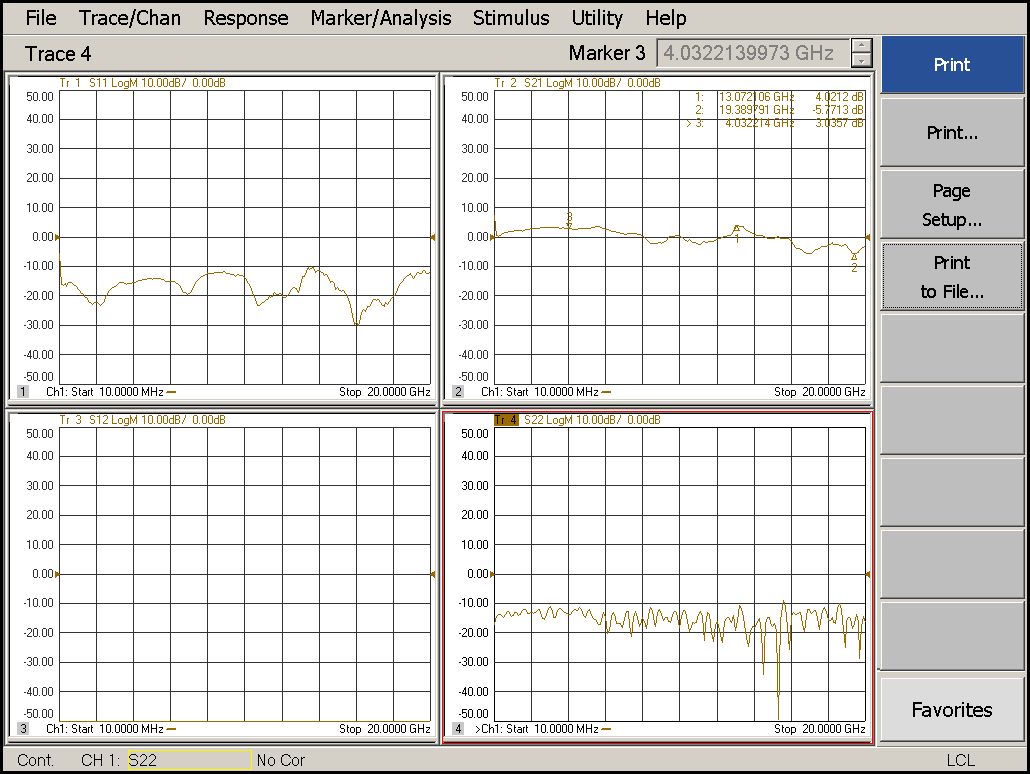 File Trace/Chan Response Marker/Analysis Stimulus Utility Help
Trace 4 Marker 3 4.0322139973 GHz
Tr 1 S11 LogM 10.00dB/ 0.00dB
50.00
40.00
30.00
20.00
10.00
0.00
-10.00
-20.00
-30.00
-40.00
-50.00
1 Ch1: Start 10.0000 MHz Stop 20.0000 GHz
Tr 2 S21 LogM 10.00dB/ 0.00dB
1: 13.072106 GHz 4.0212 dB
2: 19.389791 GHz -5.7713 dB
> 3: 4.032214 GHz 3.0357 dB
50.00
40.00
30.00
20.00
10.00
0.00
-10.00
-20.00
-30.00
-40.00
-50.00
3
1
2
2 Ch1: Start 10.0000 MHz Stop 20.0000 GHz
Tr 3 S12 LogM 10.00dB/ 0.00dB
50.00
40.00
30.00
20.00
10.00
0.00
-10.00
-20.00
-30.00
-40.00
-50.00
3 Ch1: Start 10.0000 MHz Stop 20.0000 GHz
Tr 4 S22 LogM 10.00dB/ 0.00dB
50.00
40.00
30.00
20.00
10.00
0.00
-10.00
-20.00
-30.00
-40.00
-50.00
4 >Ch1: Start 10.0000 MHz Stop 20.0000 GHz
Print
Print...
Page
Setup...
Print
to File...
Favorites
Cont. CH 1: S22 No Cor LCL